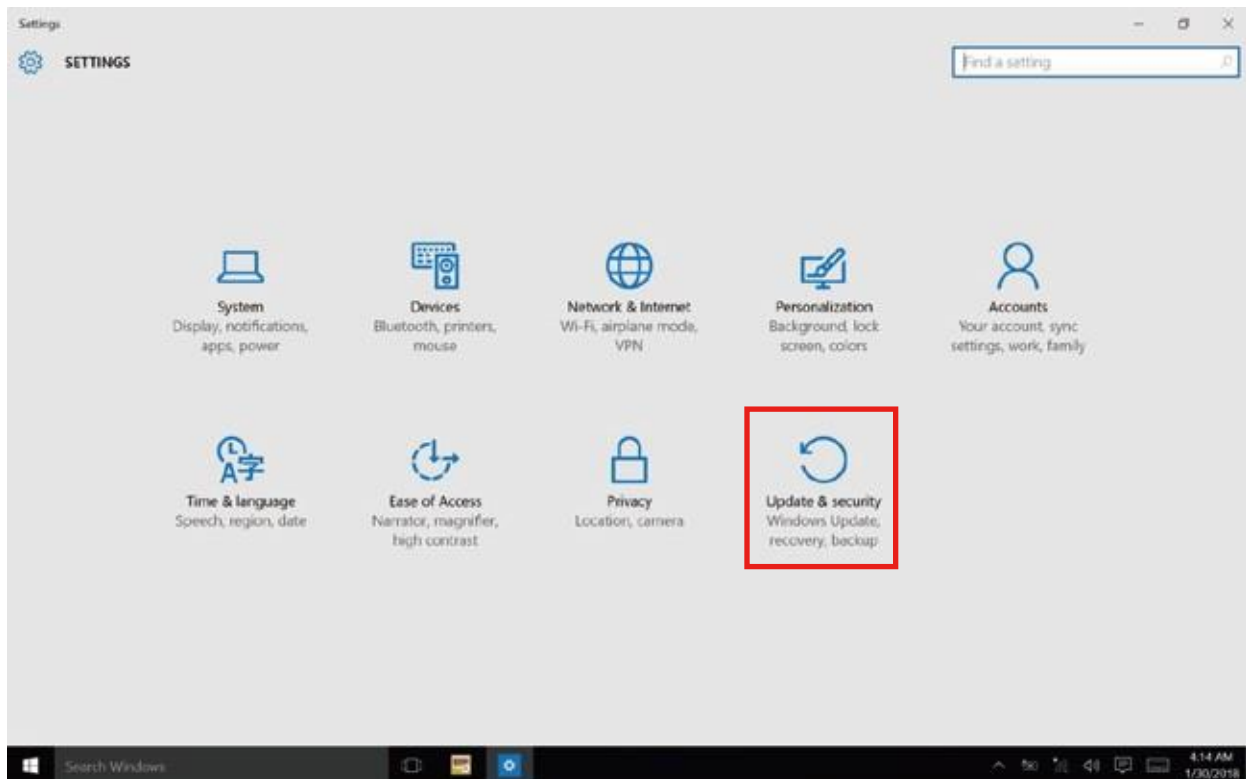 Settings
SETTINGS
Find a setting
System
Display, notifications,
apps, power
Devices
Bluetooth, printers,
mouse
Network & Internet
Wi-Fi, airplane mode,
VPN
Personalization
Background, lock
screen, colors
Accounts
Your account, sync
settings, work, family
Time & language
Speech, region, date
Ease of Access
Narrator, magnifier,
high contrast
Privacy
Location, camera
Update & security
Windows Update,
recovery, backup
Search Windows
4:14 AM
1/30/2018